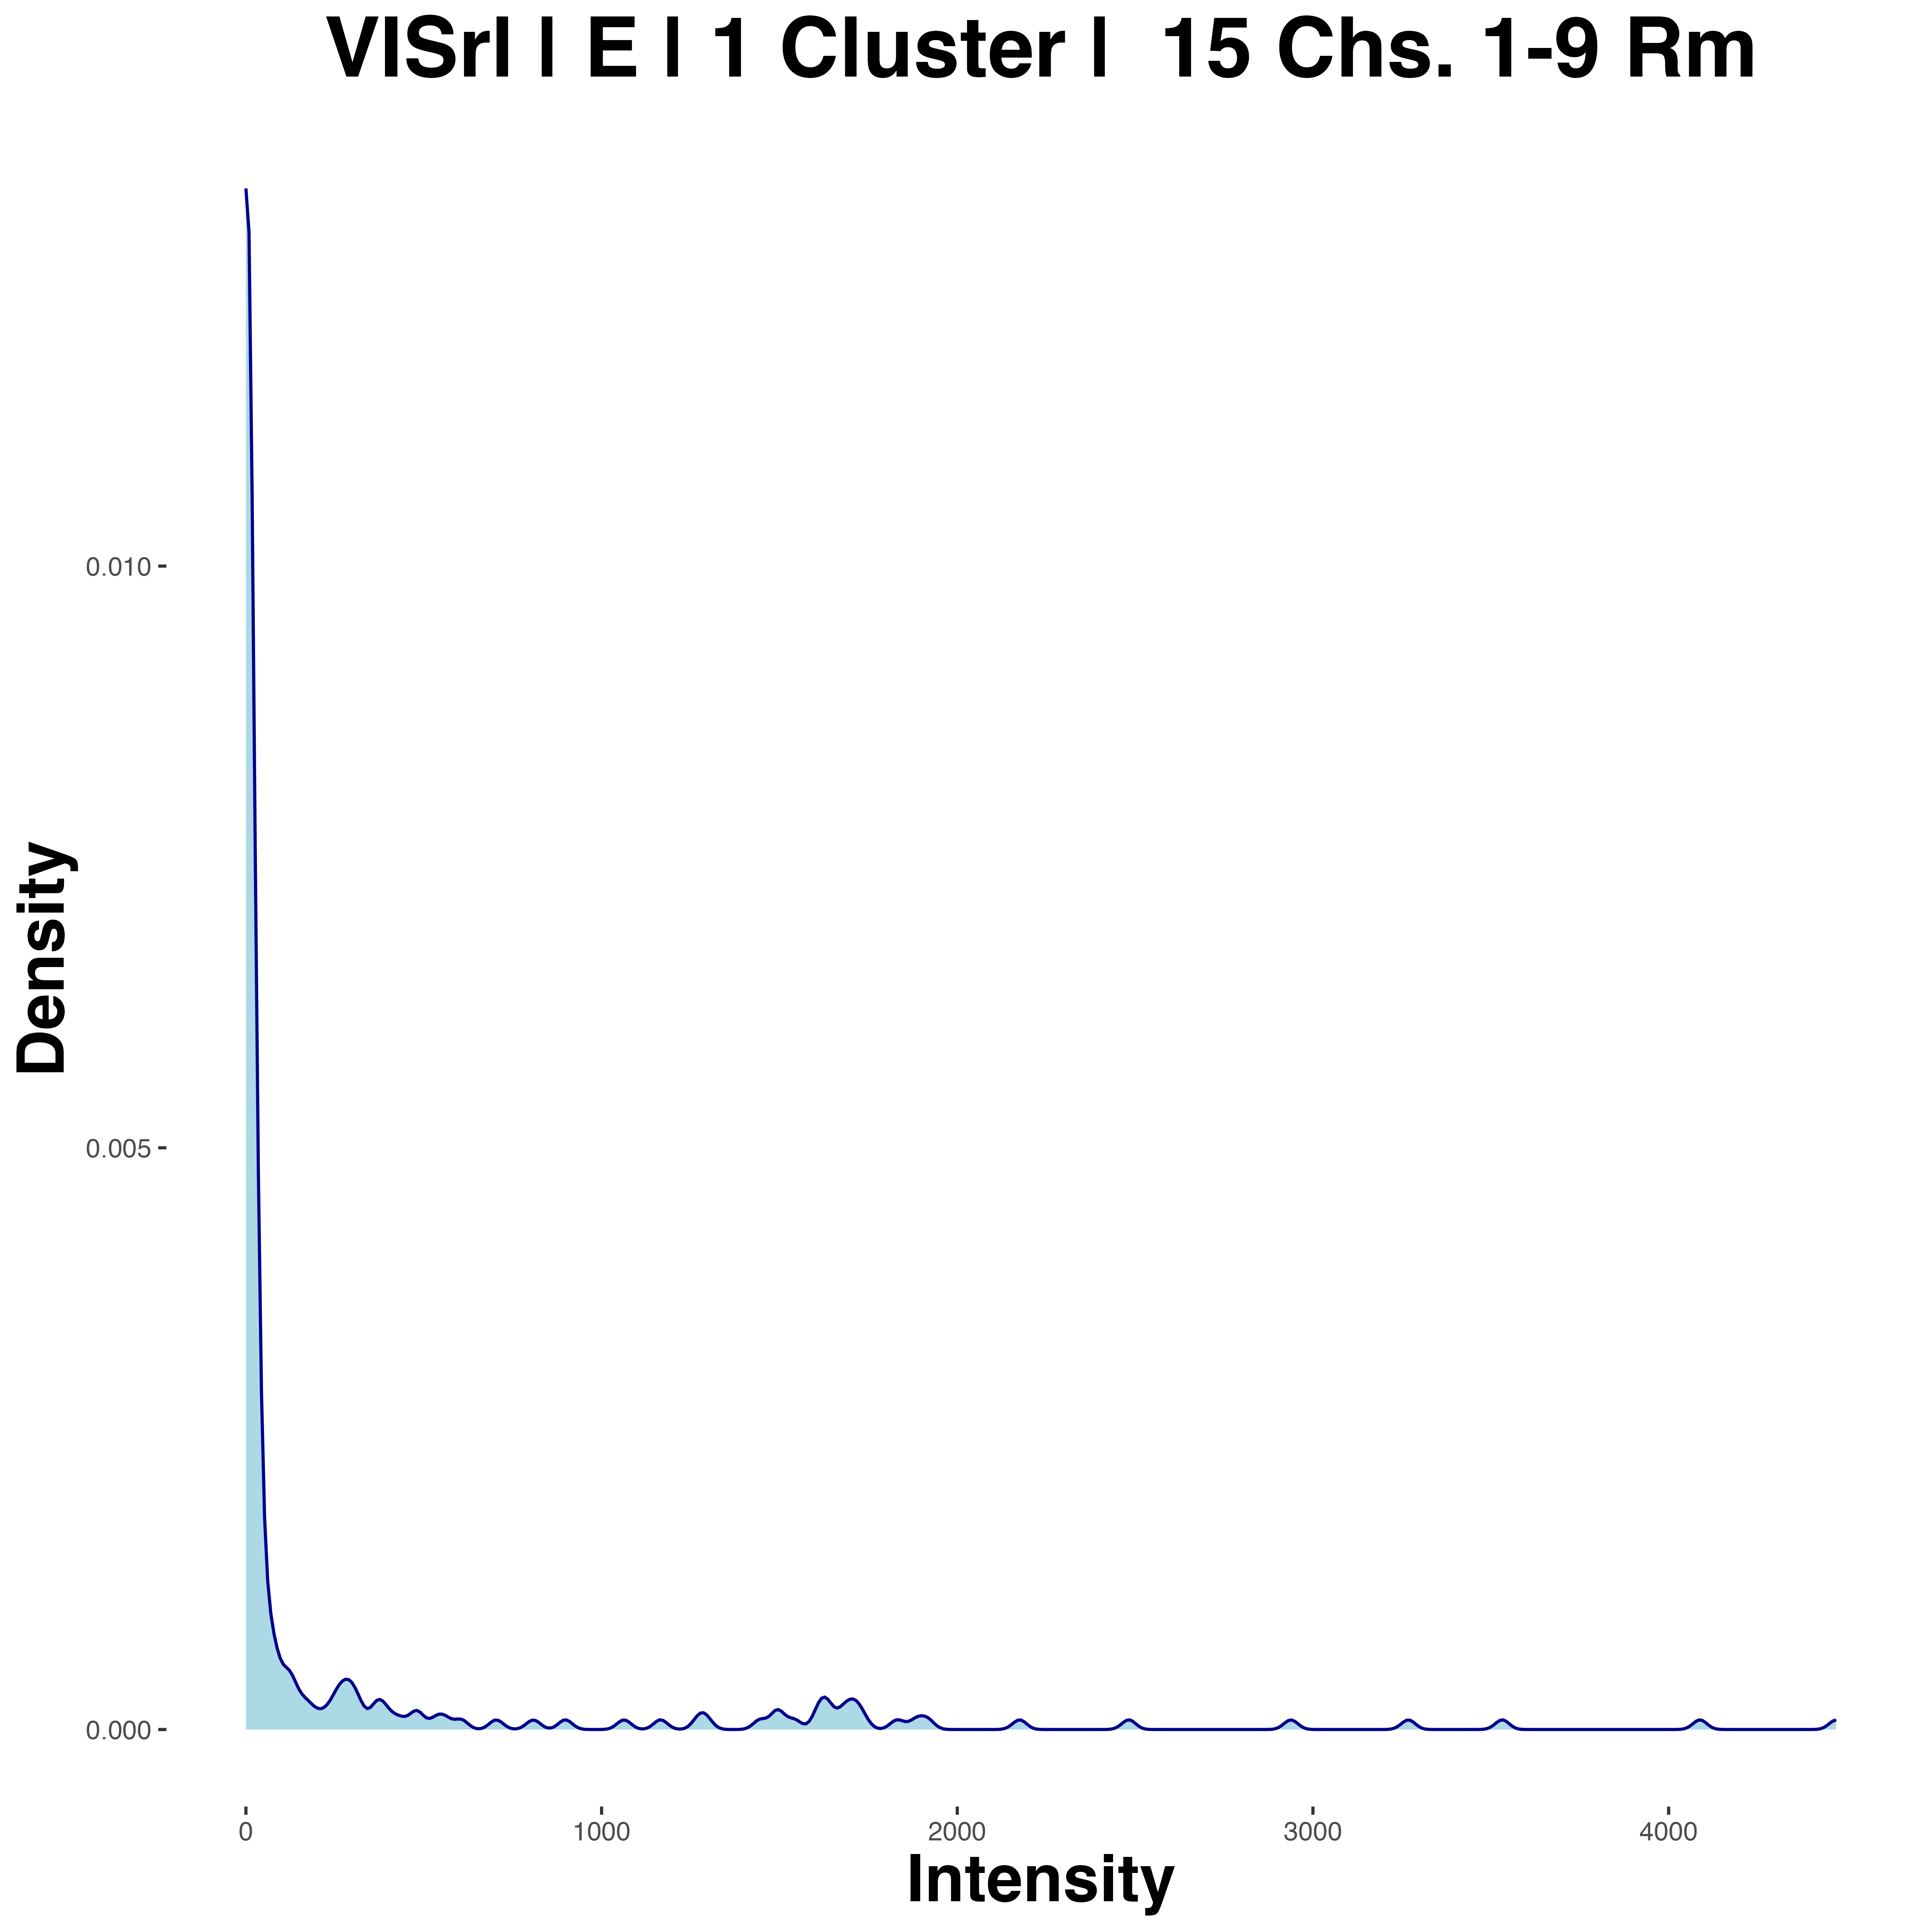 VISrl | E | 1 Cluster | 15 Chs. 1-9 Rm
Density
0.010
0.005
0.000
0 1000 2000 3000 4000
Intensity